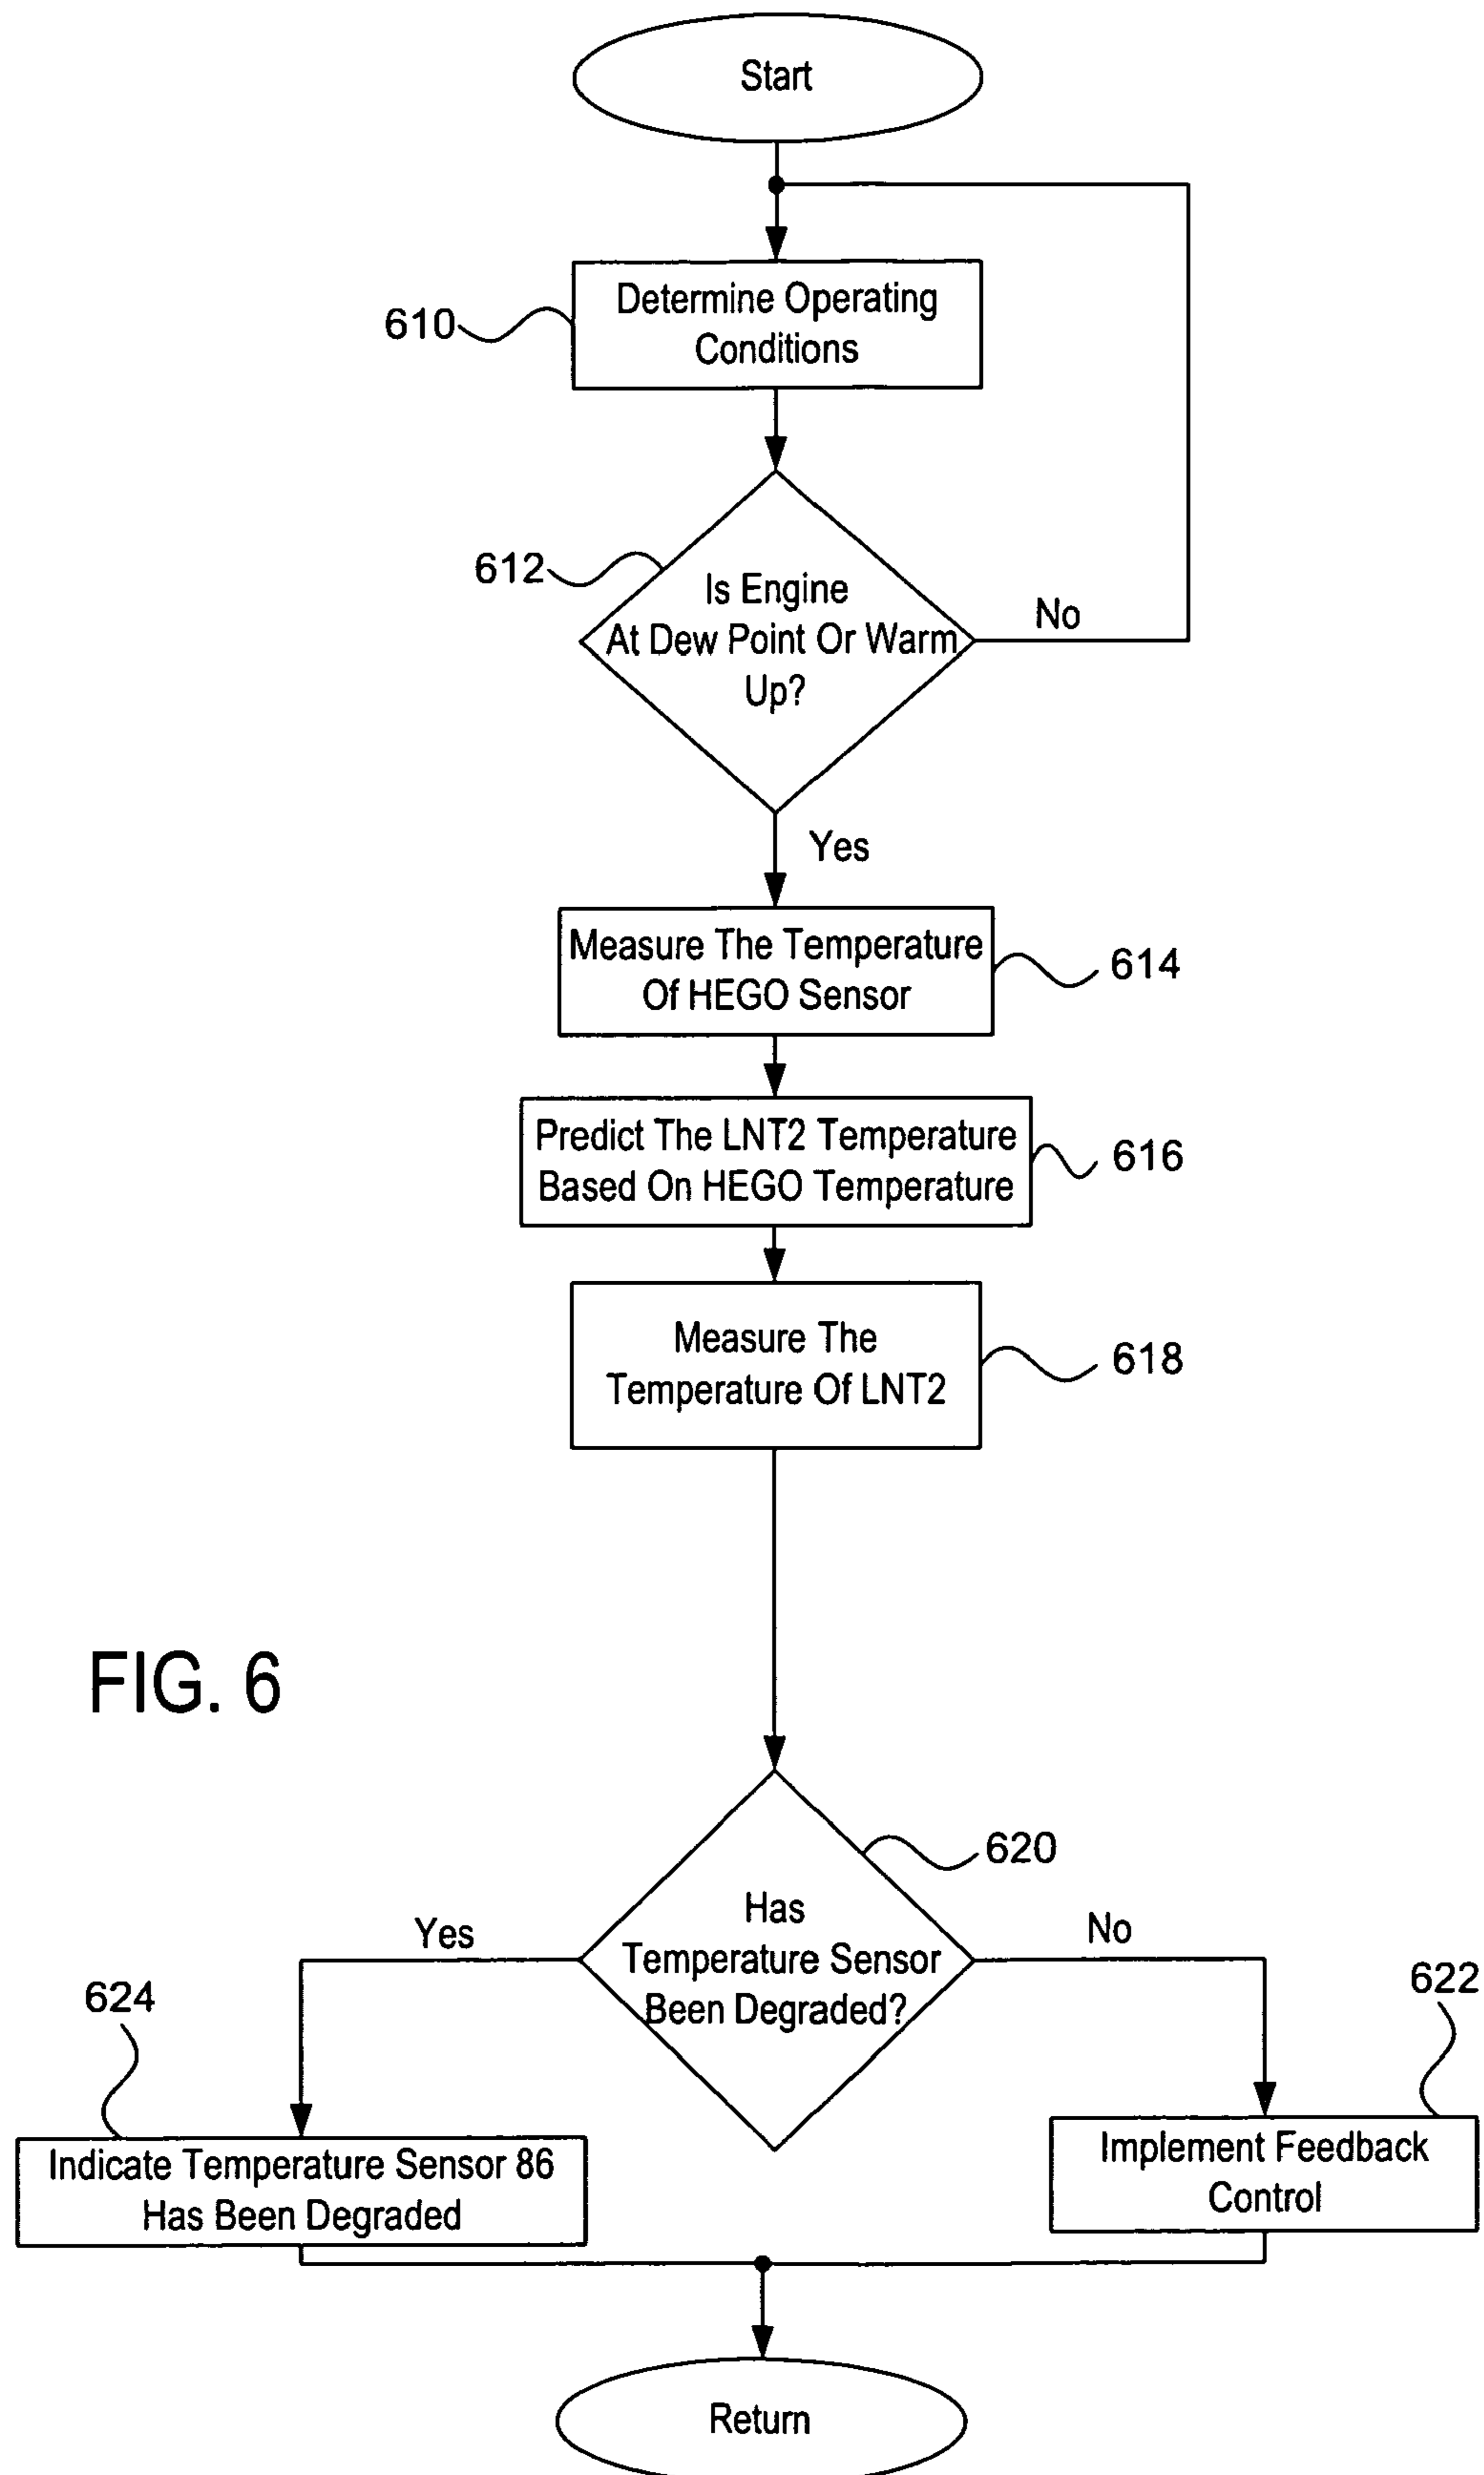 Start
Determine Operating
Conditions
610
612
Is Engine
At Dew Point Or Warm
Up?
No
Yes
Measure The Temperature
Of HEGO Sensor
614
Predict The LNT2 Temperature
Based On HEGO Temperature
616
Measure The
Temperature Of LNT2
618
FIG. 6
620
Has
Temperature Sensor
Been Degraded?
Yes
No
624
622
Indicate Temperature Sensor 86
Has Been Degraded
Implement Feedback
Control
Return